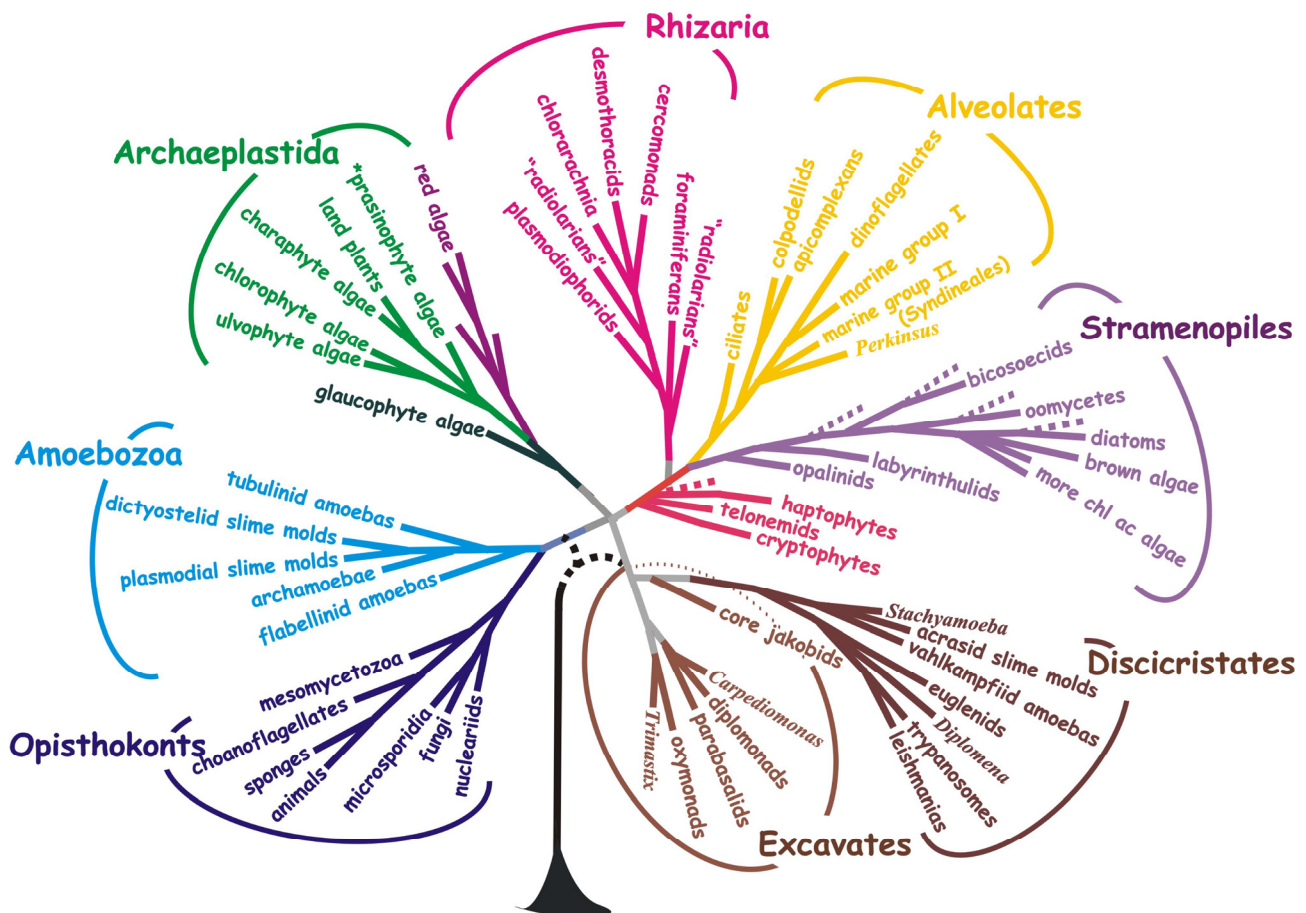 Rhizaria
desmothoracids
cercomonads
chlorarachnia
foraminiferans
"radiolarians"
"radiolarians"
plasmodiophorids
Alveolates
dinoflagellates
apicomplexans
colpodellids
marine group I
marine group II
(Syndineales)
Perkinsus
ciliates
Archaeplastida
red algae
*prasinophyte algae
land plants
charaphyte algae
chlorophyte algae
ulvophyte algae
glaucophyte algae
Stramenopiles
bicosoecids
oomycetes
diatoms
brown algae
more chl ac algae
labyrinthulids
opalinids
haptophytes
telonemids
cryptophytes
Amoebozoa
tubulinid amoebas
dictyostelid slime molds
plasmodial slime molds
archamoebae
flabellinid amoebas
Discicristates
Stachyamoeba
acrasid slime molds
vahlkampfiid amoebas
euglenids
Diplomena
trypanosomes
leishmanias
core jakobids
Opisthokonts
mesomycetozoa
choanoflagellates
sponges
animals
microsporidia
fungi
nucleariids
Excavates
Carpediomonas
diplomonads
parabasalids
oxymonads
Trimastix